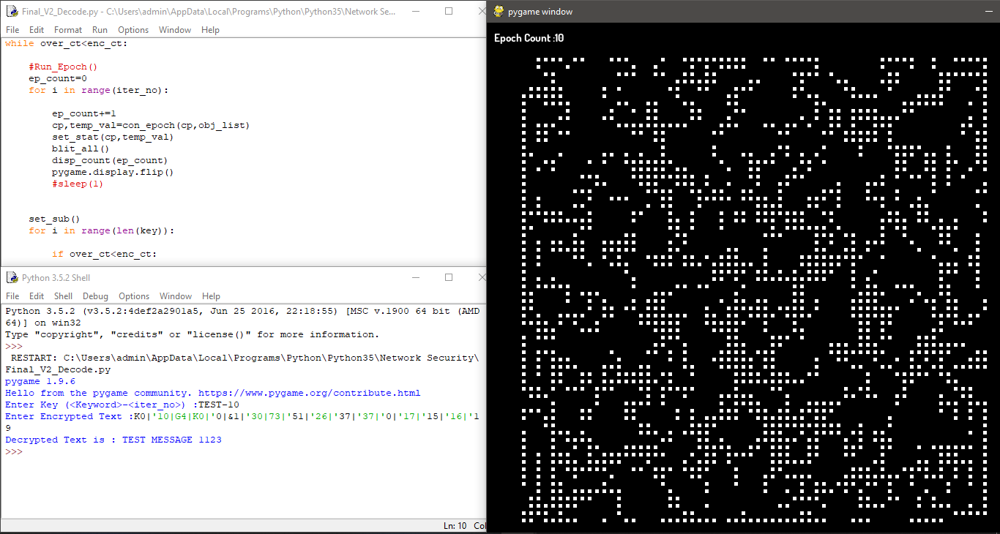 Final_V2_Decode.py - C:\Users\admin\AppData\Local\Programs\Python\Python35\Network Se...
File Edit Format Run Options Window Help
while over_ct<enc_ct:
#Run_Epoch()
ep_count=0
for i in range(iter_no):
ep_count+=1
cp,temp_val=con_epoch(cp,obj_list)
set_stat(cp,temp_val)
blit_all()
disp_count(ep_count)
pygame.display.flip()
#sleep(1)
set_sub()
for i in range(len(key)):
if over_ct<enc_ct:
Python 3.5.2 Shell
File Edit Shell Debug Options Window Help
Python 3.5.2 (v3.5.2:4def2a2901a5, Jun 25 2016, 22:18:55) [MSC v.1900 64 bit (AMD
64)] on win32
Type "copyright", "credits" or "license()" for more information.
>>>
RESTART: C:\Users\admin\AppData\Local\Programs\Python\Python35\Network Security\
Final_V2_Decode.py
pygame 1.9.6
Hello from the pygame community. https://www.pygame.org/contribute.html
Enter Key (<Keyword>-<iter_no>) :TEST-10
Enter Encrypted Text :K0|'10|G4|K0|'0|&1|'30|73|'51|'26|'37|'37|'0|'17|'15|'16|'1
9
Decrypted Text is : TEST MESSAGE 1123
>>>
Ln: 10 Col
pygame window
Epoch Count :10